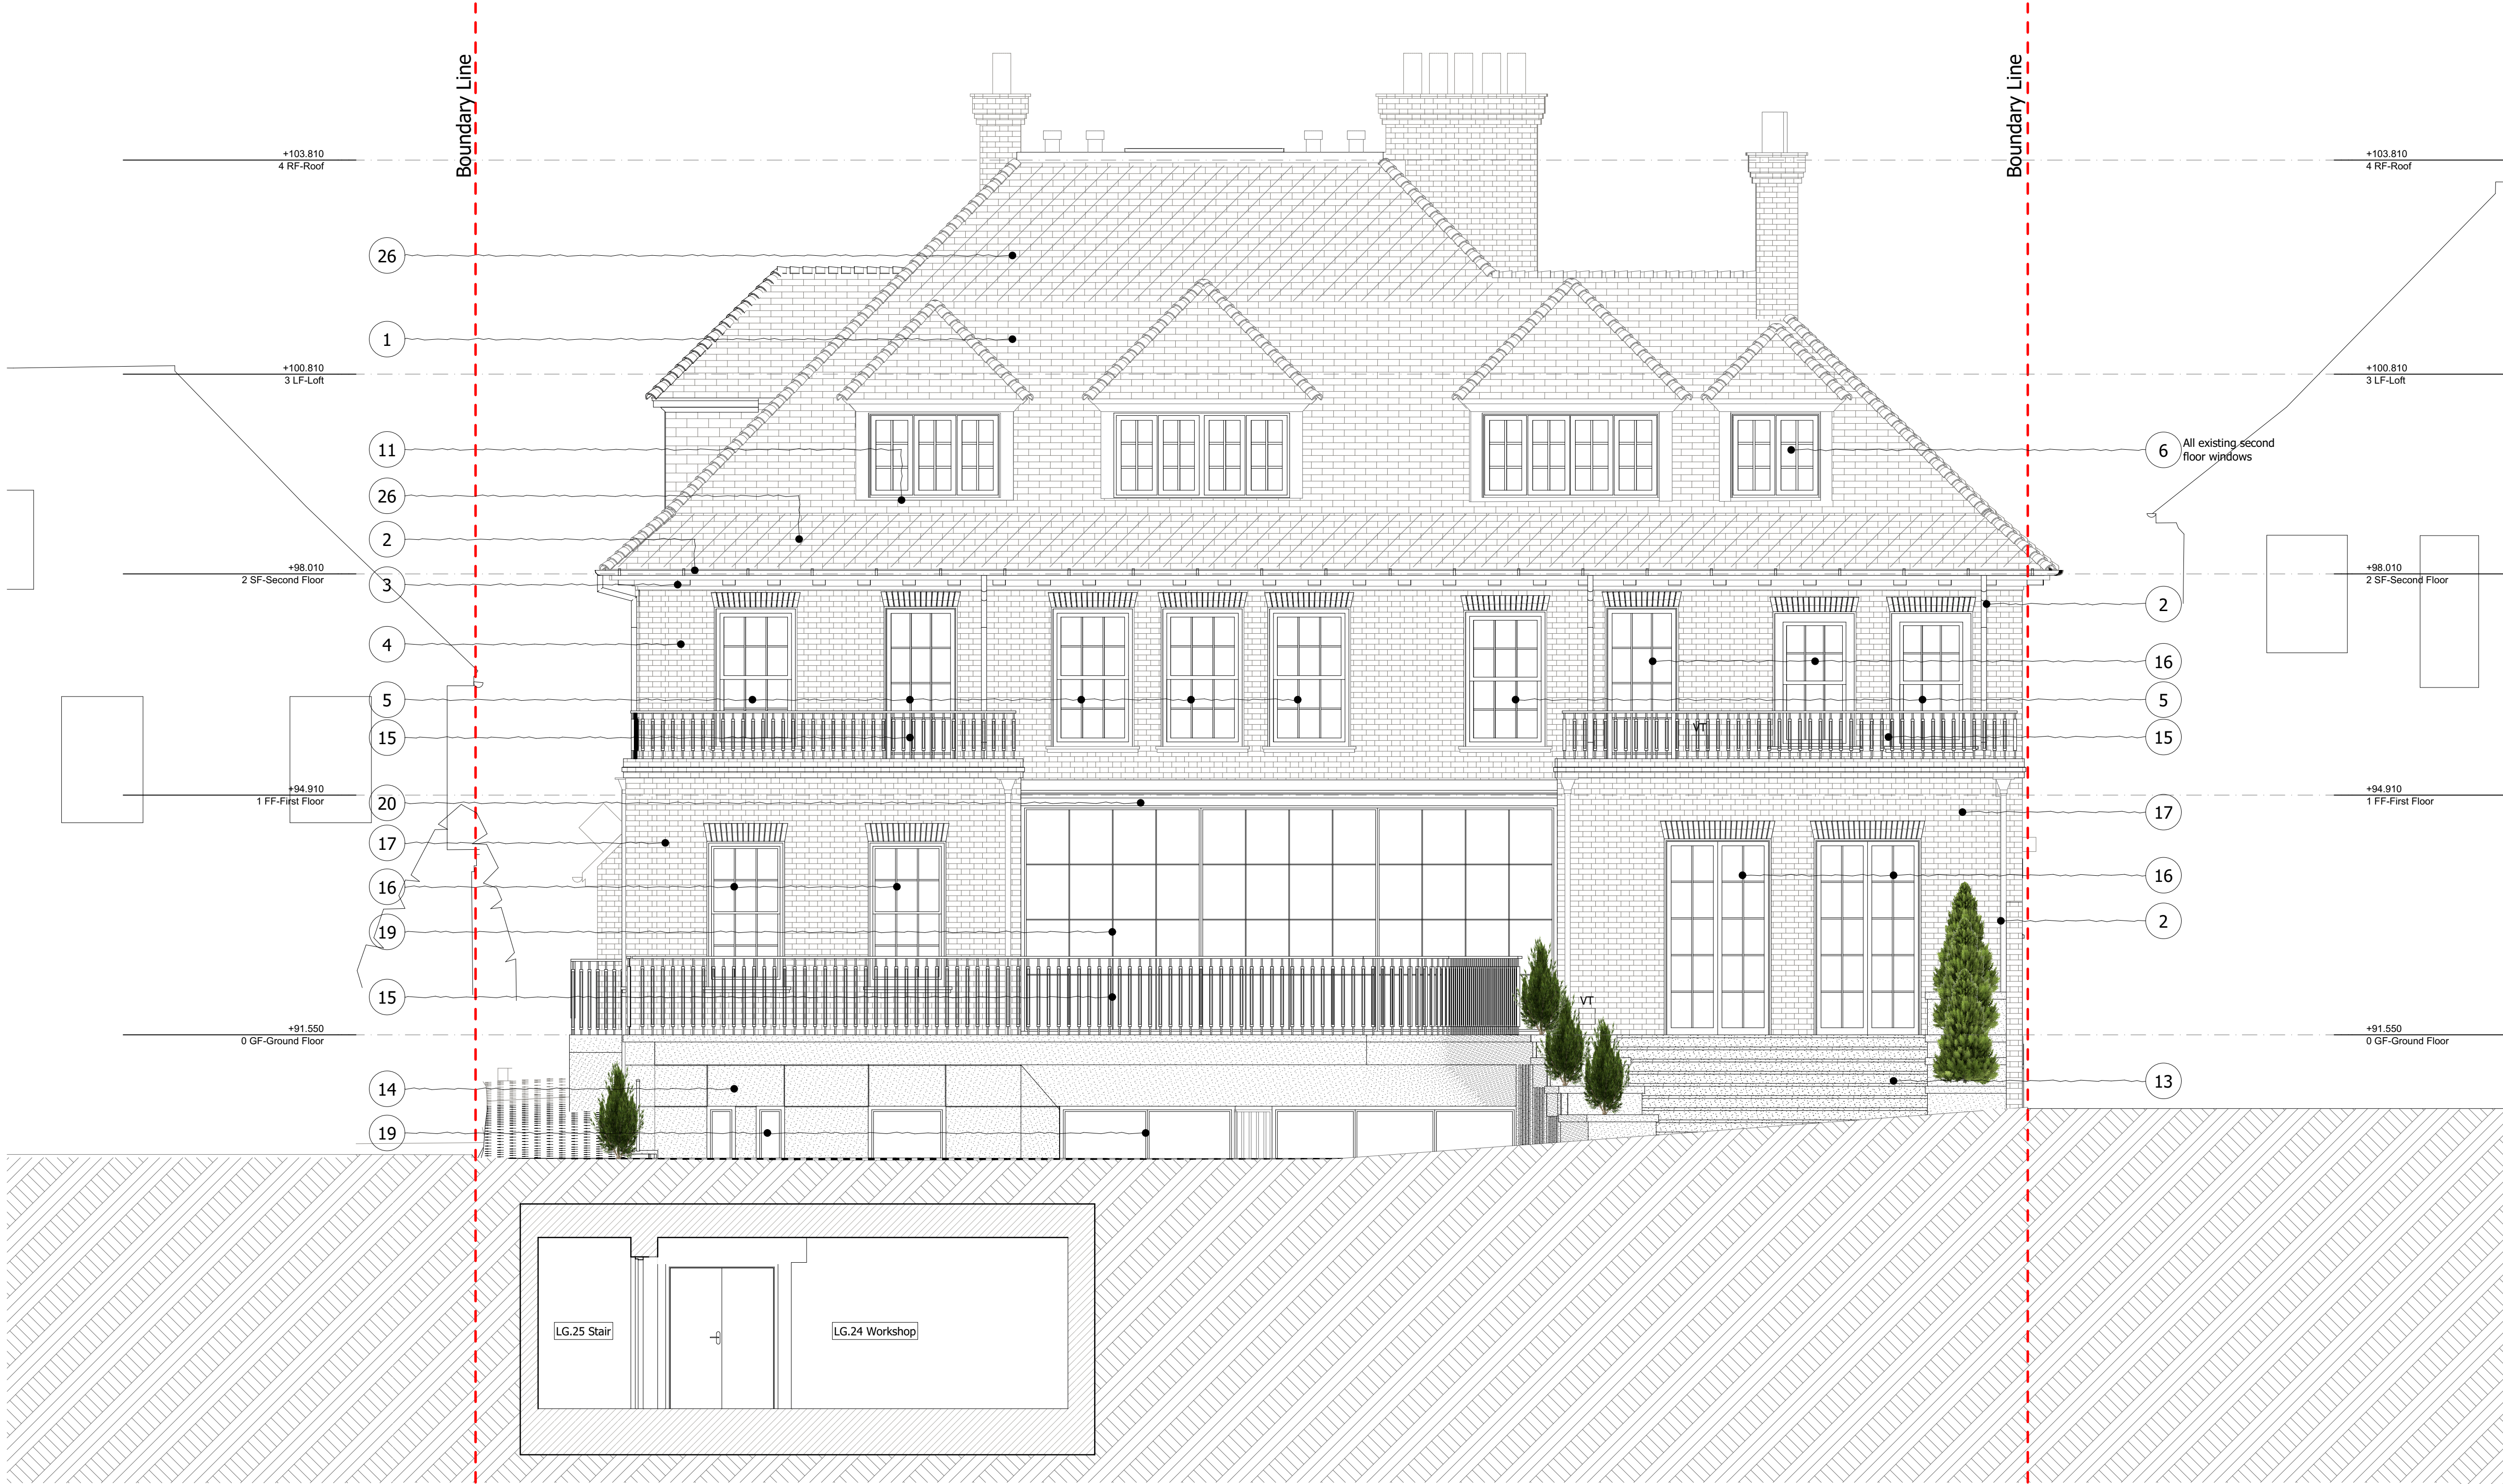 Boundary Line
Boundary Line
+103.810
4 RF-Roof
+103.810
4 RF-Roof
26
1
+100.810
3 LF-Loft
+100.810
3 LF-Loft
11
6
All existing second
floor windows
26
2
+98.010
2 SF-Second Floor
+98.010
2 SF-Second Floor
3
2
4
16
5
5
15
VT
15
+94.910
1 FF-First Floor
+94.910
1 FF-First Floor
20
17
17
16
16
19
2
15
VT
+91.550
0 GF-Ground Floor
+91.550
0 GF-Ground Floor
14
13
19
LG.25 Stair
LG.24 Workshop